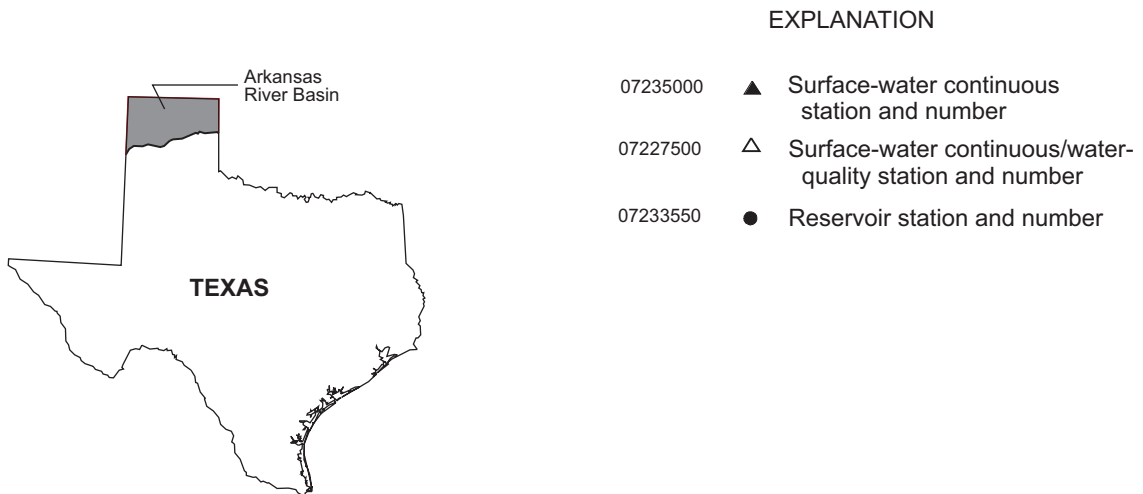 EXPLANATION
Arkansas
River Basin
TEXAS
07235000 Surface-water continuous
station and number
07227500 Surface-water continuous/water-
quality station and number
07233550 Reservoir station and number